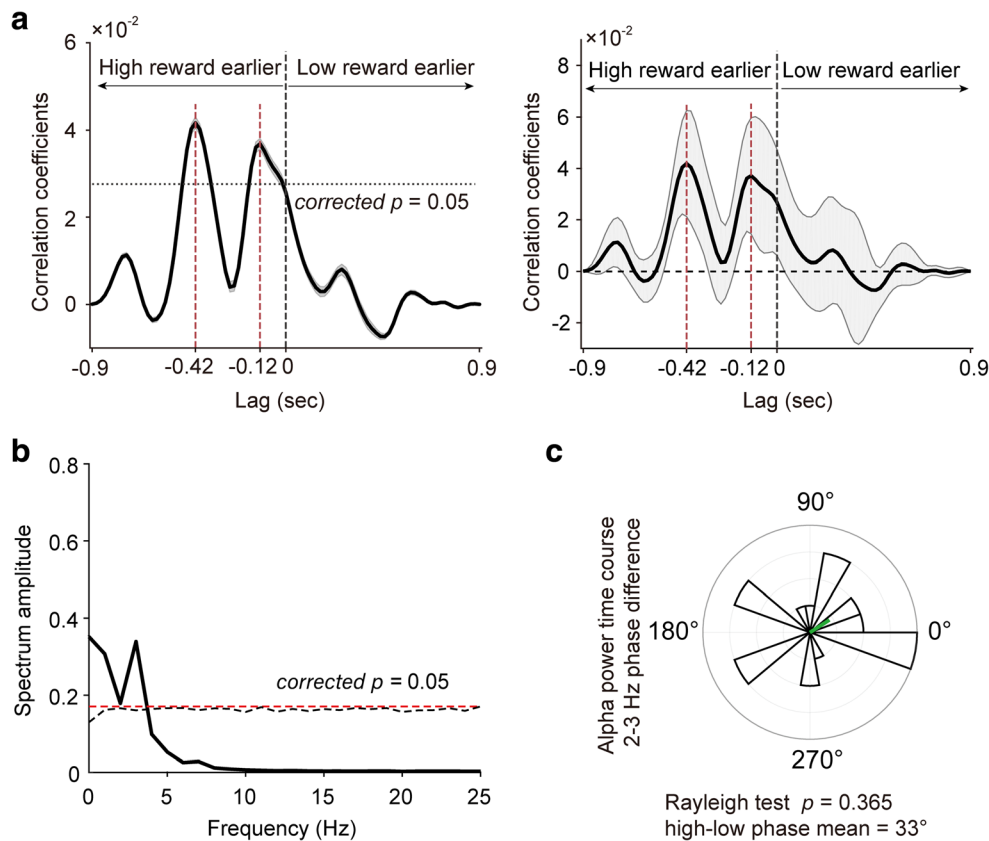 a
×10⁻²
High reward earlier
Low reward earlier
6
4
2
0
Correlation coefficients
corrected p = 0.05
-0.9
-0.42
-0.12
0
0.9
Lag (sec)
×10⁻²
High reward earlier
Low reward earlier
8
6
4
2
0
-2
Correlation coefficients
-0.9
-0.42
-0.12
0
0.9
Lag (sec)
b
0.8
0.6
0.4
0.2
0
Spectrum amplitude
corrected p = 0.05
0
5
10
15
20
25
Frequency (Hz)
c
Alpha power time course
2-3 Hz phase difference
90°
180°
0°
270°
Rayleigh test p = 0.365
high-low phase mean = 33°